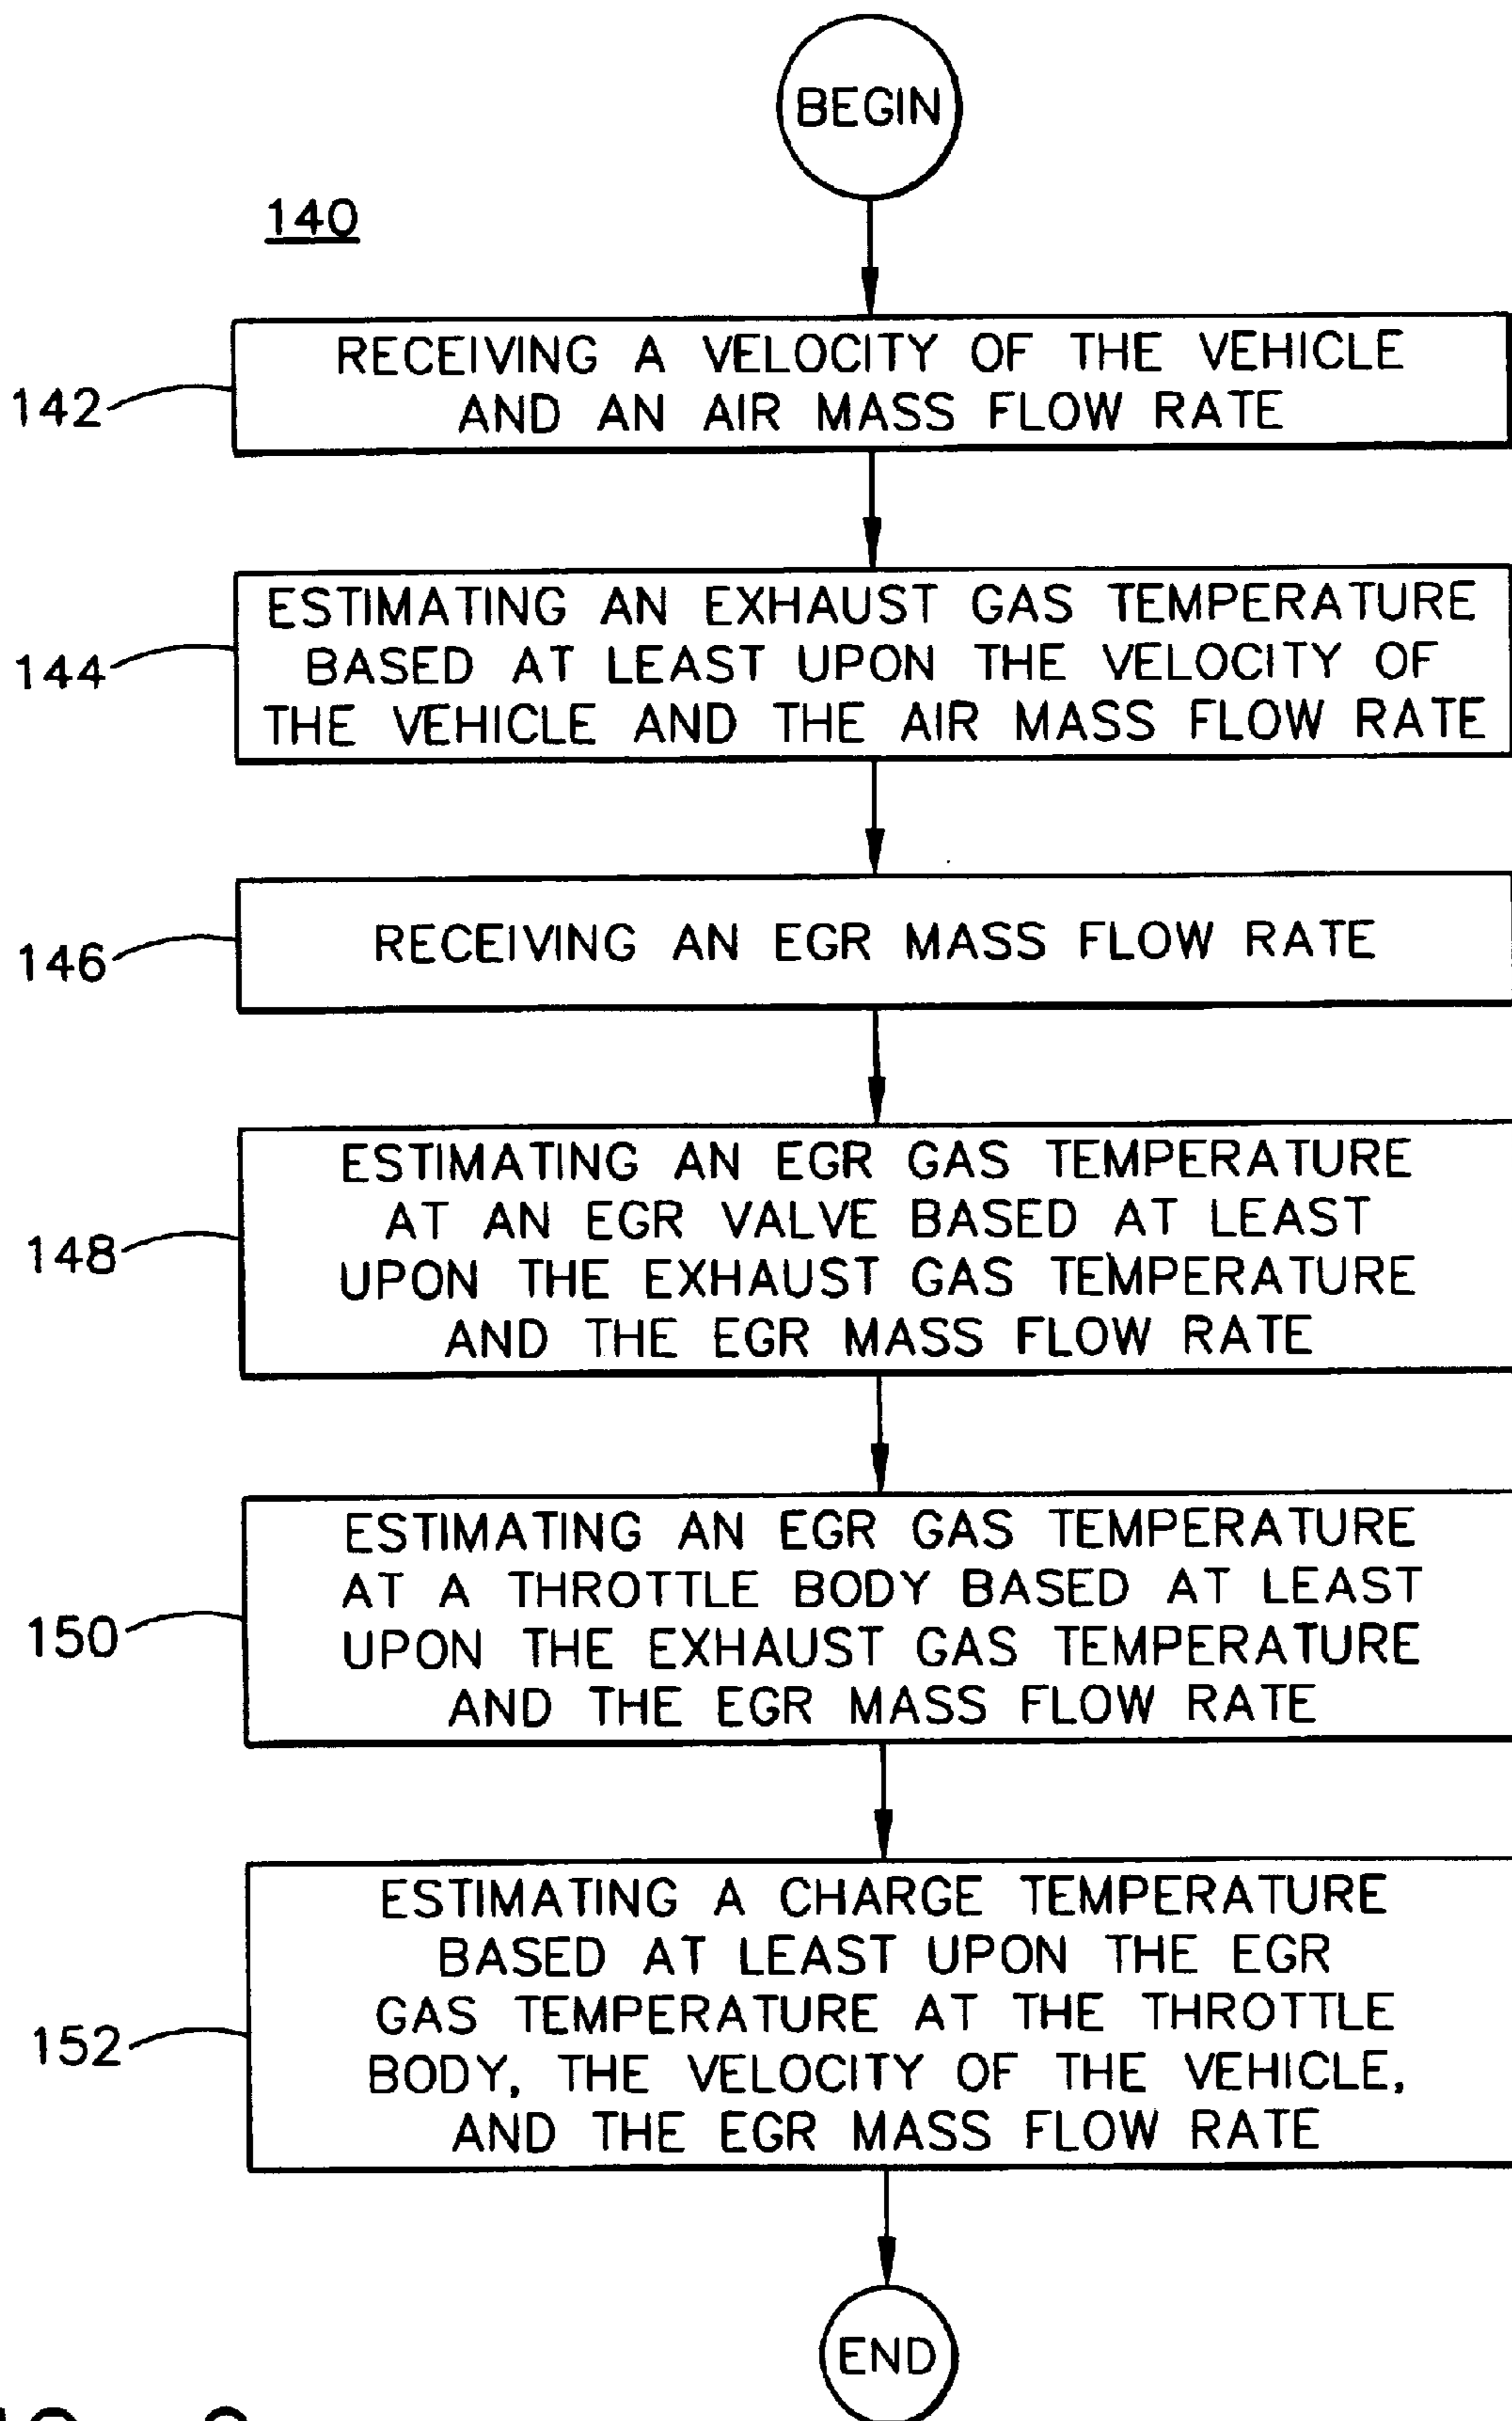 BEGIN
140
RECEIVING A VELOCITY OF THE VEHICLE
AND AN AIR MASS FLOW RATE
142
ESTIMATING AN EXHAUST GAS TEMPERATURE
BASED AT LEAST UPON THE VELOCITY OF
THE VEHICLE AND THE AIR MASS FLOW RATE
144
RECEIVING AN EGR MASS FLOW RATE
146
ESTIMATING AN EGR GAS TEMPERATURE
AT AN EGR VALVE BASED AT LEAST
UPON THE EXHAUST GAS TEMPERATURE
AND THE EGR MASS FLOW RATE
148
ESTIMATING AN EGR GAS TEMPERATURE
AT A THROTTLE BODY BASED AT LEAST
UPON THE EXHAUST GAS TEMPERATURE
AND THE EGR MASS FLOW RATE
150
ESTIMATING A CHARGE TEMPERATURE
BASED AT LEAST UPON THE EGR
GAS TEMPERATURE AT THE THROTTLE
BODY, THE VELOCITY OF THE VEHICLE,
AND THE EGR MASS FLOW RATE
152
END